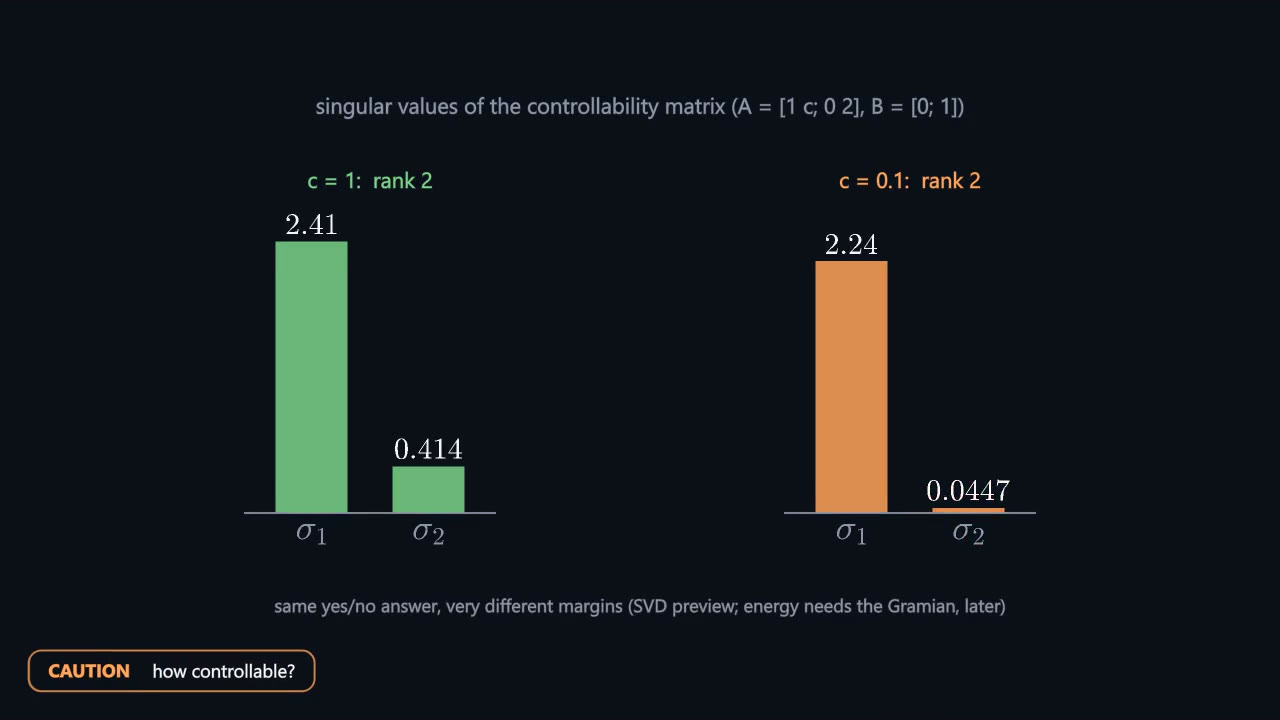 singular values of the controllability matrix (A = [1 c; 0 2], B = [0; 1])
c = 1:  rank 2
2.41
0.414
σ1
σ2
c = 0.1:  rank 2
2.24
0.0447
σ1
σ2
same yes/no answer, very different margins (SVD preview; energy needs the Gramian, later)
CAUTION how controllable?